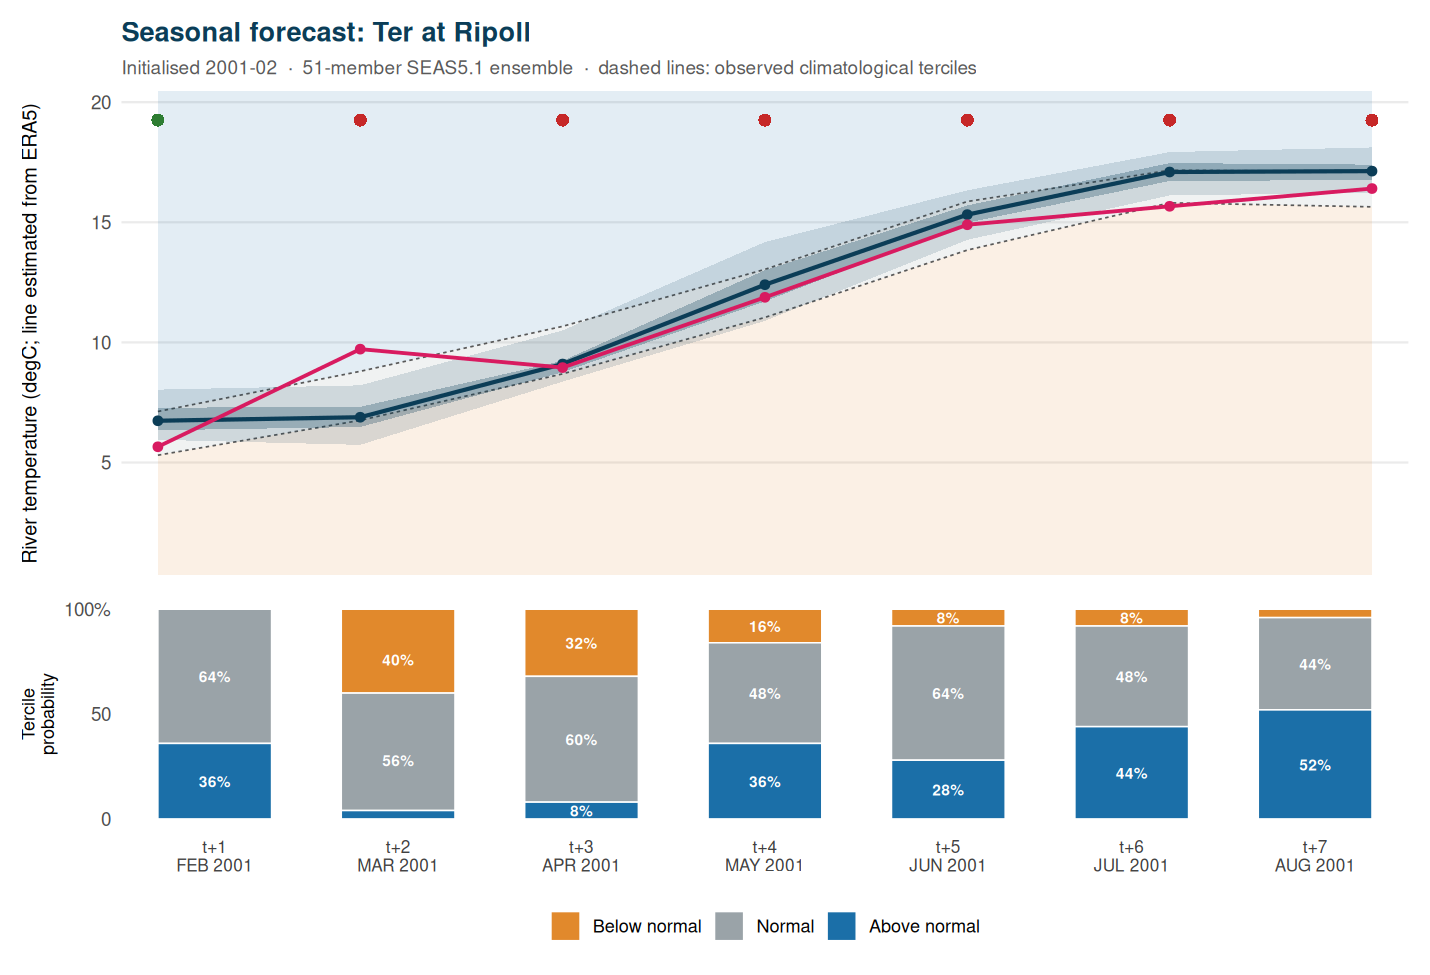 Seasonal forecast: Ter at Ripoll
Initialised 2001-02 · 51-member SEAS5.1 ensemble · dashed lines: observed climatological terciles
River temperature (degC; line estimated from ERA5)
20
15
10
5
Tercile
probability
100%
50
0
64%
36%
40%
56%
32%
60%
8%
16%
48%
36%
8%
64%
28%
8%
48%
44%
44%
52%
t+1
FEB 2001
t+2
MAR 2001
t+3
APR 2001
t+4
MAY 2001
t+5
JUN 2001
t+6
JUL 2001
t+7
AUG 2001
Below normal
Normal
Above normal